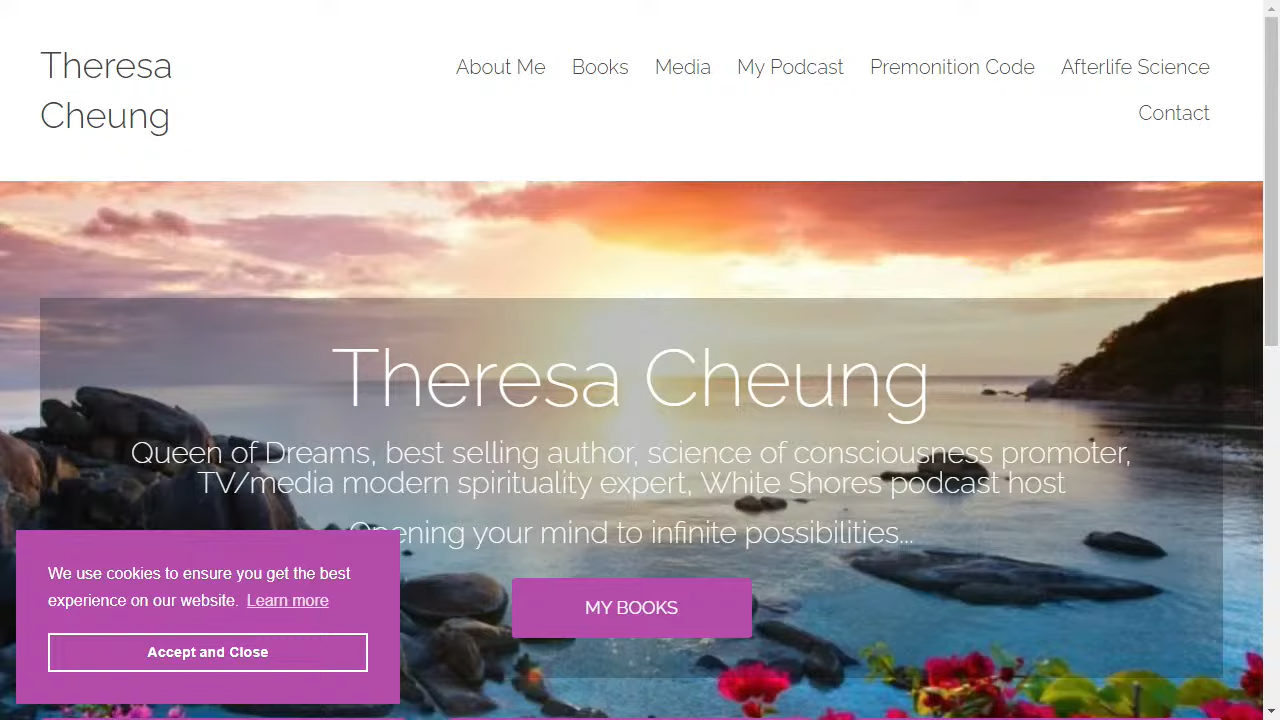 Theresa
Cheung
About Me Books Media My Podcast Premonition Code Afterlife Science
Contact
Theresa Cheung
Queen of Dreams, best selling author, science of consciousness promoter,
TV/media modern spirituality expert, White Shores podcast host
Opening your mind to infinite possibilities...
MY BOOKS
We use cookies to ensure you get the best
experience on our website. Learn more
Accept and Close